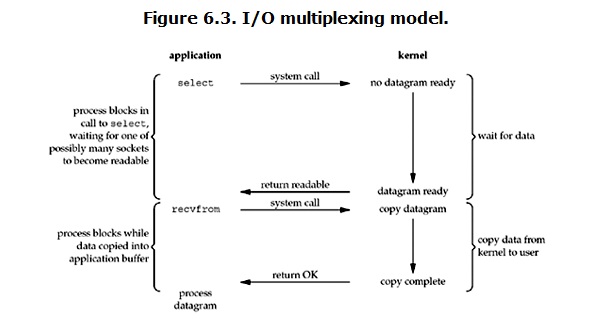 Figure 6.3. I/O multiplexing model.
application
kernel
select
system call
no datagram ready
process blocks in
call to select,
waiting for one of
possibly many sockets
to become readable
wait for data
return readable
datagram ready
recvfrom
system call
copy datagram
process blocks while
data copied into
application buffer
copy data from
kernel to user
return OK
copy complete
process
datagram